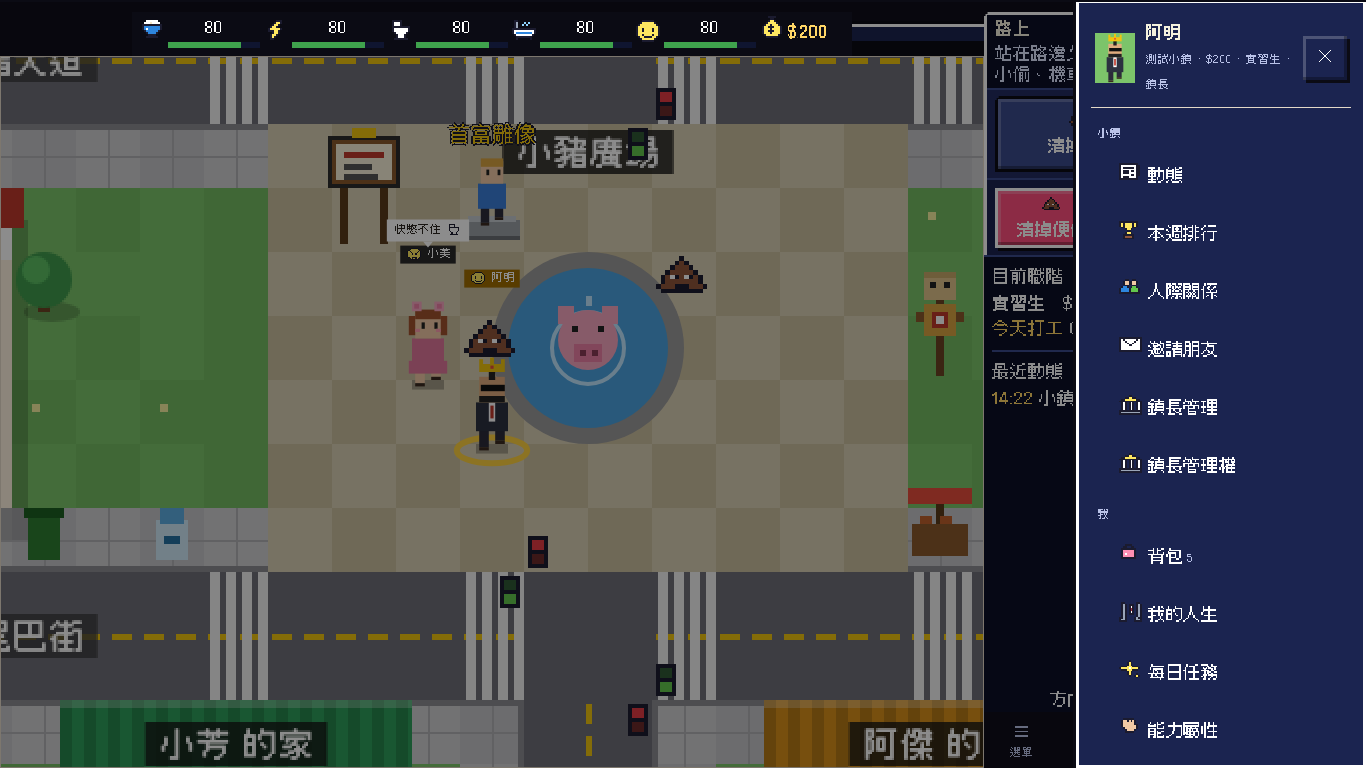 80
80
80
80
80
$200
首富雕像
小豬廣場
快憋不住
小美
阿明
巴街
小芳 的家
阿傑 的
路上
站在路邊
小偷、機
清掉便
目前職階
實習生 $
今天打工
最近動態
14:22 小鎮
選單
阿明
測試小鎮 · $200 · 實習生 ·
鎮長
小鎮
動態
本週排行
人際關係
邀請朋友
鎮長管理
鎮長管理權
我
背包 5
我的人生
每日任務
能力屬性